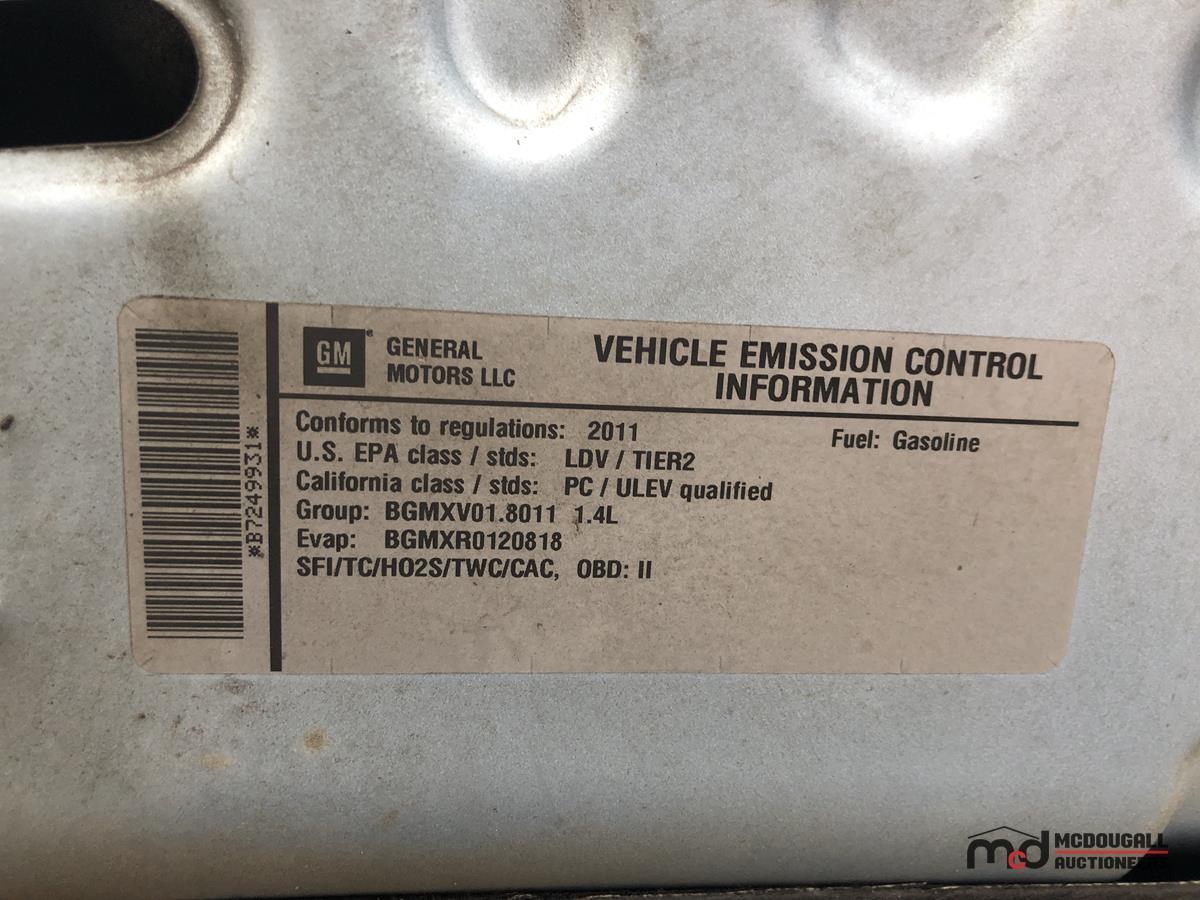 GM
GENERAL
MOTORS LLC
VEHICLE EMISSION CONTROL
INFORMATION
Conforms to regulations: 2011
Fuel: Gasoline
U.S. EPA class / stds: LDV / TIER2
California class / stds: PC / ULEV qualified
Group: BGMXV01.8011 1.4L
Evap: BGMXR0120818
SFI/TC/HO2S/TWC/CAC, OBD: II
*B7249931*
mcd
MCDOUGALL